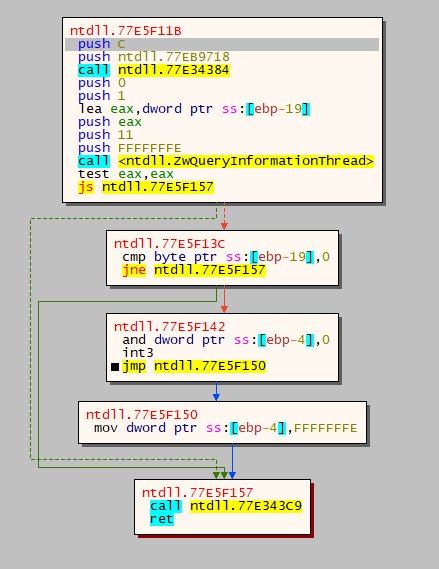 ntdll.77E5F11B
push C
push ntdll.77EB9718
call ntdll.77E34384
push 0
push 1
lea eax,dword ptr ss:[ebp-19]
push eax
push 11
push FFFFFFFE
call <ntdll.ZwQueryInformationThread>
test eax,eax
js ntdll.77E5F157
ntdll.77E5F13C
cmp byte ptr ss:[ebp-19],0
jne ntdll.77E5F157
ntdll.77E5F142
and dword ptr ss:[ebp-4],0
int3
jmp ntdll.77E5F150
ntdll.77E5F150
mov dword ptr ss:[ebp-4],FFFFFFFE
ntdll.77E5F157
call ntdll.77E343C9
ret